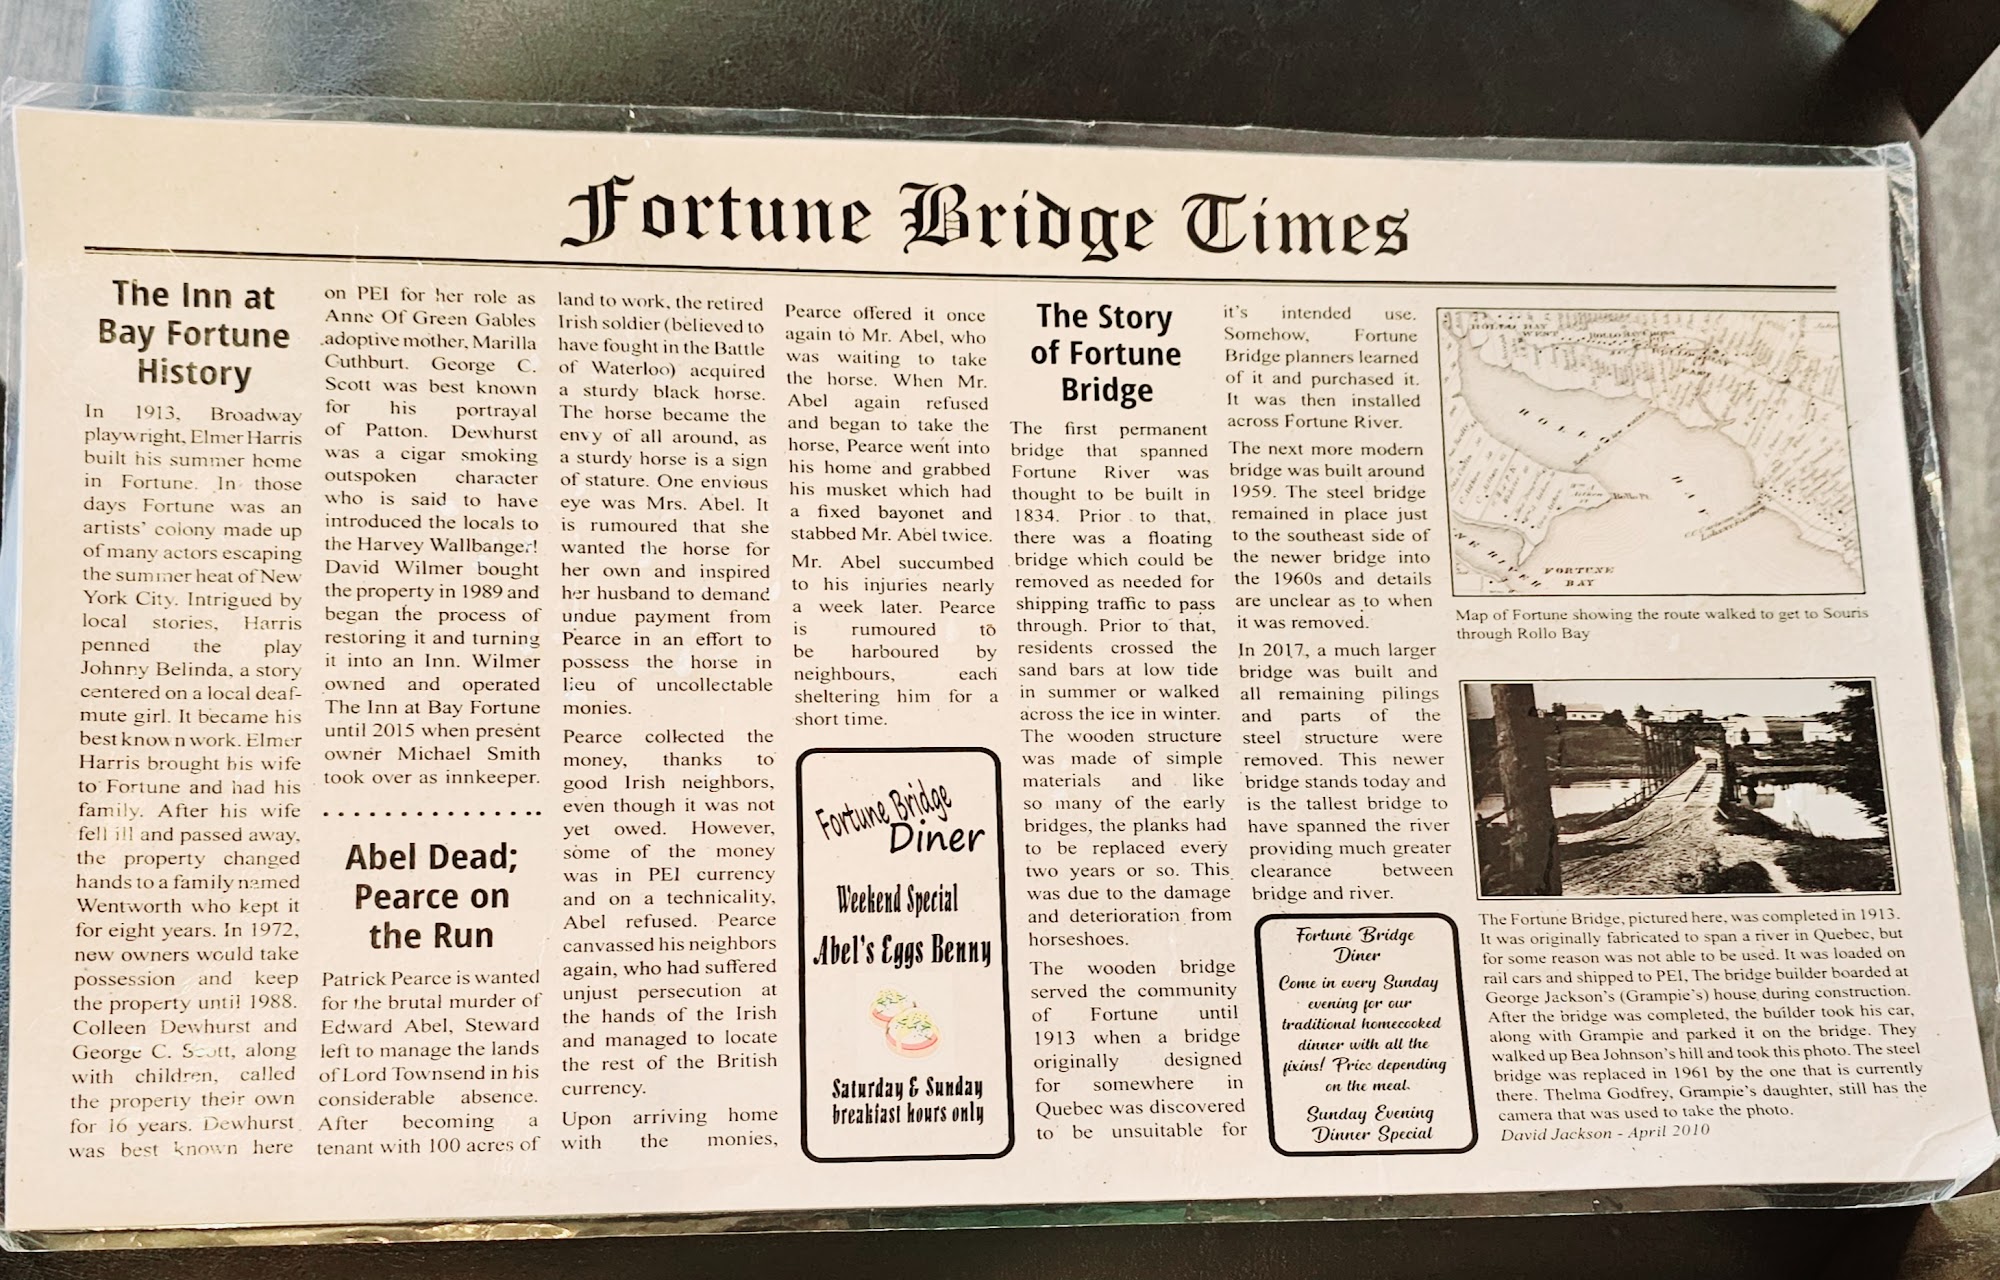 Fortune Bridge Times
The Inn at
Bay Fortune
History
In 1913, Broadway
playwright, Elmer Harris
built his summer home
in Fortune. In those
days Fortune was an
artists' colony made up
of many actors escaping
the summer heat of New
York City. Intrigued by
local stories, Harris
penned the play
Johnny Belinda, a story
centered on a local deaf-
mute girl. It became his
best known work. Elmer
Harris brought his wife
to Fortune and had his
family. After his wife
fell ill and passed away,
the property changed
hands to a family named
Wentworth who kept it
for eight years. In 1972,
new owners would take
possession and keep
the property until 1988.
Colleen Dewhurst and
George C. Scott, along
with children, called
the property their own
for 16 years. Dewhurst
was best known here
on PEI for her role as
Anne Of Green Gables
adoptive mother, Marilla
Cuthburt. George C.
Scott was best known
for his portrayal
of Patton. Dewhurst
was a cigar smoking
outspoken character
who is said to have
introduced the locals to
the Harvey Wallbanger!
David Wilmer bought
the property in 1989 and
began the process of
restoring it and turning
it into an Inn. Wilmer
owned and operated
The Inn at Bay Fortune
until 2015 when present
owner Michael Smith
took over as innkeeper.
Abel Dead;
Pearce on
the Run
Patrick Pearce is wanted
for the brutal murder of
Edward Abel, Steward
left to manage the lands
of Lord Townsend in his
considerable absence.
After becoming a
tenant with 100 acres of
land to work, the retired
Irish soldier (believed to
have fought in the Battle
of Waterloo) acquired
a sturdy black horse.
The horse became the
envy of all around, as
a sturdy horse is a sign
of stature. One envious
eye was Mrs. Abel. It
is rumoured that she
wanted the horse for
her own and inspired
her husband to demand
undue payment from
Pearce in an effort to
possess the horse in
lieu of uncollectable
monies.
Pearce collected the
money, thanks to
good Irish neighbors,
even though it was not
yet owed. However,
some of the money
was in PEI currency
and on a technicality,
Abel refused. Pearce
canvassed his neighbors
again, who had suffered
unjust persecution at
the hands of the Irish
and managed to locate
the rest of the British
currency.
Upon arriving home
with the monies,
Pearce offered it once
again to Mr. Abel, who
was waiting to take
the horse. When Mr.
Abel again refused
and began to take the
horse, Pearce went into
his home and grabbed
his musket which had
a fixed bayonet and
stabbed Mr. Abel twice.
Mr. Abel succumbed
to his injuries nearly
a week later. Pearce
is rumoured to
be harboured by
neighbours, each
sheltering him for a
short time.
Fortune Bridge
Diner
Weekend Special
Abel's Eggs Benny
Saturday & Sunday
breakfast hours only
The Story
of Fortune
Bridge
The first permanent
bridge that spanned
Fortune River was
thought to be built in
1834. Prior to that,
there was a floating
bridge which could be
removed as needed for
shipping traffic to pass
through. Prior to that,
residents crossed the
sand bars at low tide
in summer or walked
across the ice in winter.
The wooden structure
was made of simple
materials and like
so many of the early
bridges, the planks had
to be replaced every
two years or so. This
was due to the damage
and deterioration from
horseshoes.
The wooden bridge
served the community
of Fortune until
1913 when a bridge
originally designed
for somewhere in
Quebec was discovered
to be unsuitable for
it's intended use.
Somehow, Fortune
Bridge planners learned
of it and purchased it.
It was then installed
across Fortune River.
The next more modern
bridge was built around
1959. The steel bridge
remained in place just
to the southeast side of
the newer bridge into
the 1960s and details
are unclear as to when
it was removed.
In 2017, a much larger
bridge was built and
all remaining pilings
and parts of the
steel structure were
removed. This newer
bridge stands today and
is the tallest bridge to
have spanned the river
providing much greater
clearance between
bridge and river.
Fortune Bridge
Diner
Come in every Sunday
evening for our
traditional homecooked
dinner with all the
fixins! Price depending
on the meal.
Sunday Evening
Dinner Special
ROLLO BAY
WEST
ROLLO
BAY
FORTUNE
BAY
Map of Fortune showing the route walked to get to Souris
through Rollo Bay
The Fortune Bridge, pictured here, was completed in 1913.
It was originally fabricated to span a river in Quebec, but
for some reason was not able to be used. It was loaded on
rail cars and shipped to PEI, The bridge builder boarded at
George Jackson's (Grampie's) house during construction.
After the bridge was completed, the builder took his car,
along with Grampie and parked it on the bridge. They
walked up Bea Johnson's hill and took this photo. The steel
bridge was replaced in 1961 by the one that is currently
there. Thelma Godfrey, Grampie's daughter, still has the
camera that was used to take the photo.
David Jackson - April 2010